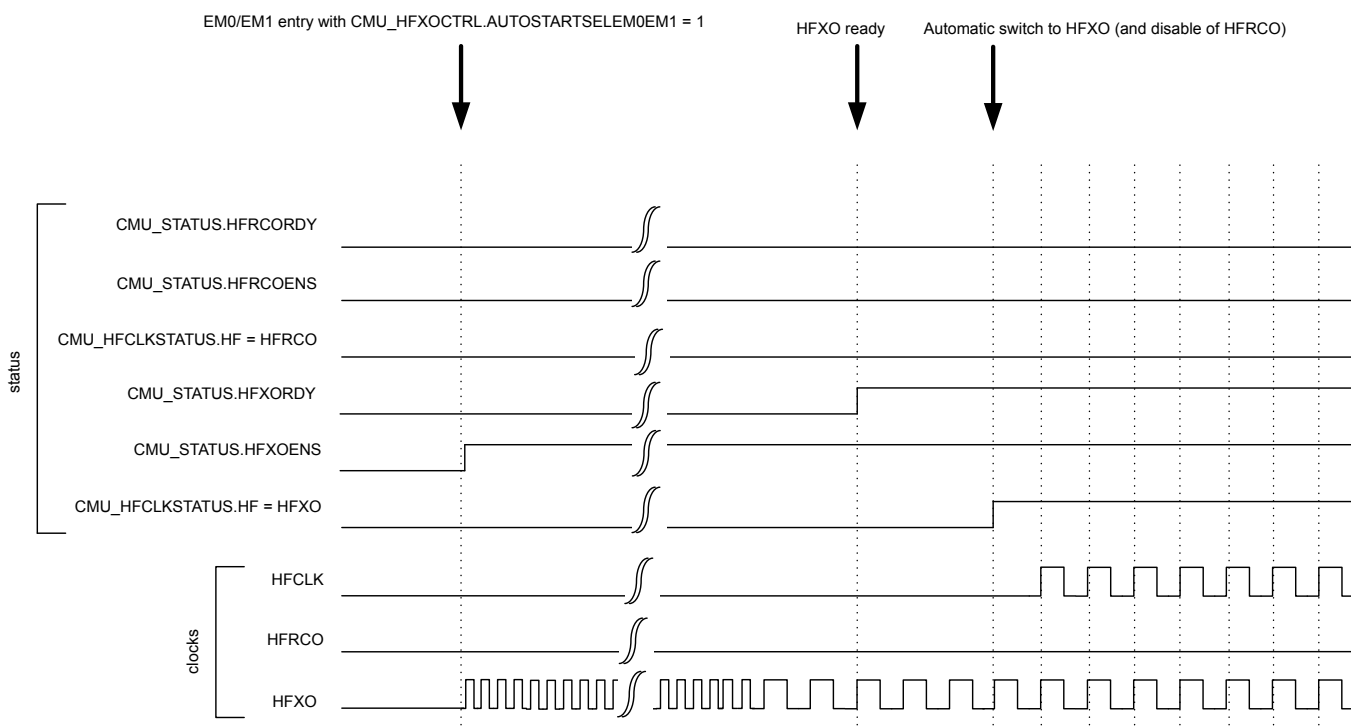 EM0/EM1 entry with CMU_HFXOCTRL.AUTOSTARTSELEM0EM1 = 1
HFXO ready
Automatic switch to HFXO (and disable of HFRCO)
status
CMU_STATUS.HFRCORDY
CMU_STATUS.HFRCOENS
CMU_HFCLKSTATUS.HF = HFRCO
CMU_STATUS.HFXORDY
CMU_STATUS.HFXOENS
CMU_HFCLKSTATUS.HF = HFXO
clocks
HFCLK
HFRCO
HFXO